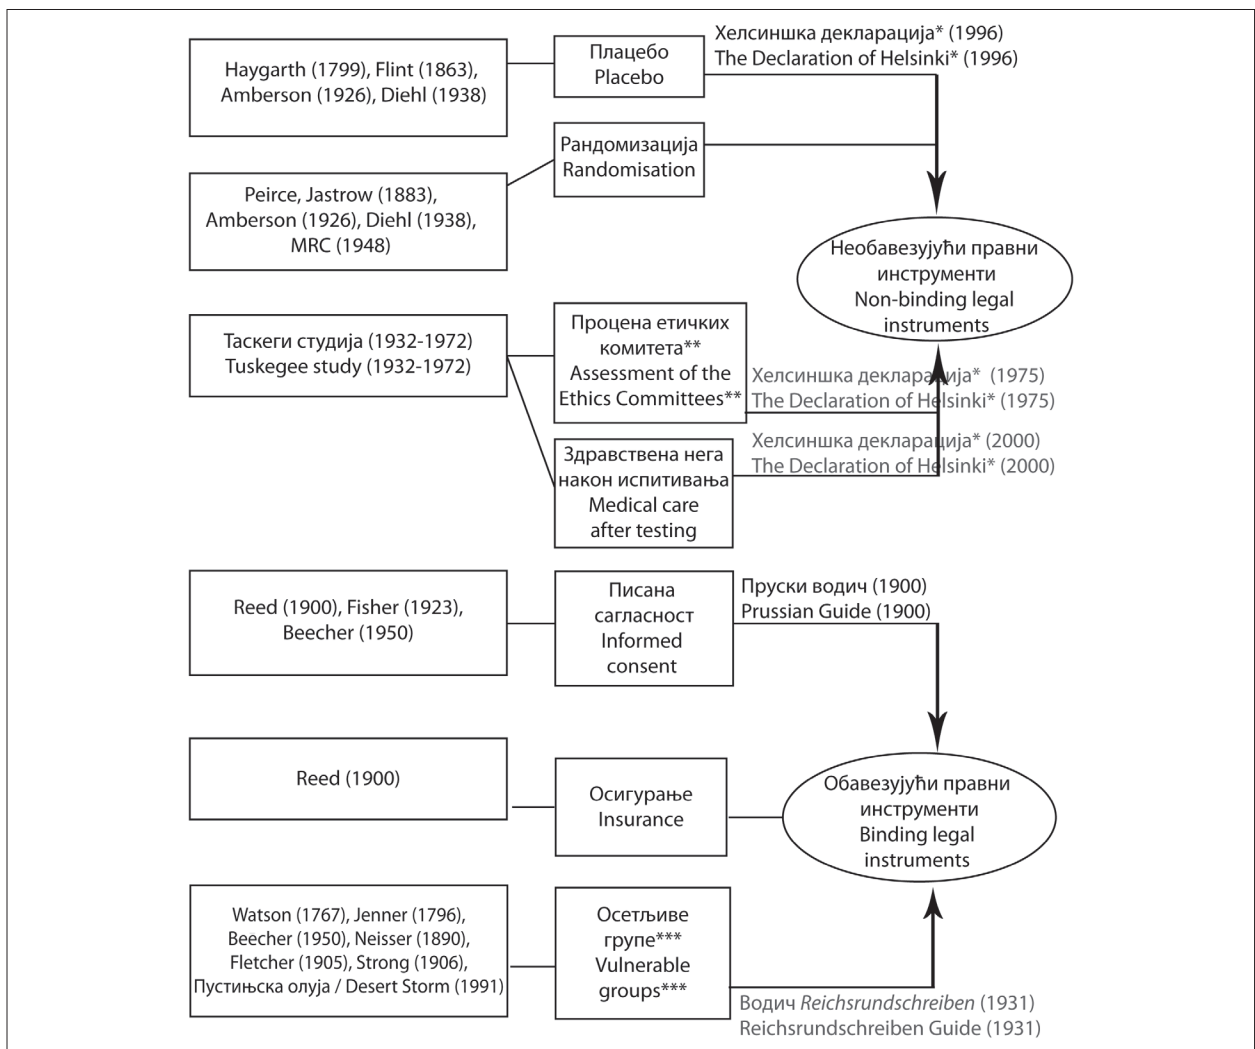 Haygarth (1799), Flint (1863),
Amberson (1926), Diehl (1938)
Плацебо
Placebo
Хелсиншка декларација* (1996)
The Declaration of Helsinki* (1996)
Peirce, Jastrow (1883),
Amberson (1926), Diehl (1938),
MRC (1948)
Рандомизација
Randomisation
Необавезујући правни
инструменти
Non-binding legal
instruments
Таскеги студија (1932-1972)
Tuskegee study (1932-1972)
Процена етичких
комитета**
Assessment of the
Ethics Committees**
Хелсиншка декларација* (1975)
The Declaration of Helsinki* (1975)
Здравствена нега
након испитивања
Medical care
after testing
Хелсиншка декларација* (2000)
The Declaration of Helsinki* (2000)
Reed (1900), Fisher (1923),
Beecher (1950)
Писана
сагласност
Informed
consent
Пруски водич (1900)
Prussian Guide (1900)
Reed (1900)
Осигурање
Insurance
Обавезујући правни
инструменти
Binding legal
instruments
Watson (1767), Jenner (1796),
Beecher (1950), Neisser (1890),
Fletcher (1905), Strong (1906),
Пустињска олуја / Desert Storm (1991)
Осетљиве
групе***
Vulnerable
groups***
Водич Reichsrundschreiben (1931)
Reichsrundschreiben Guide (1931)